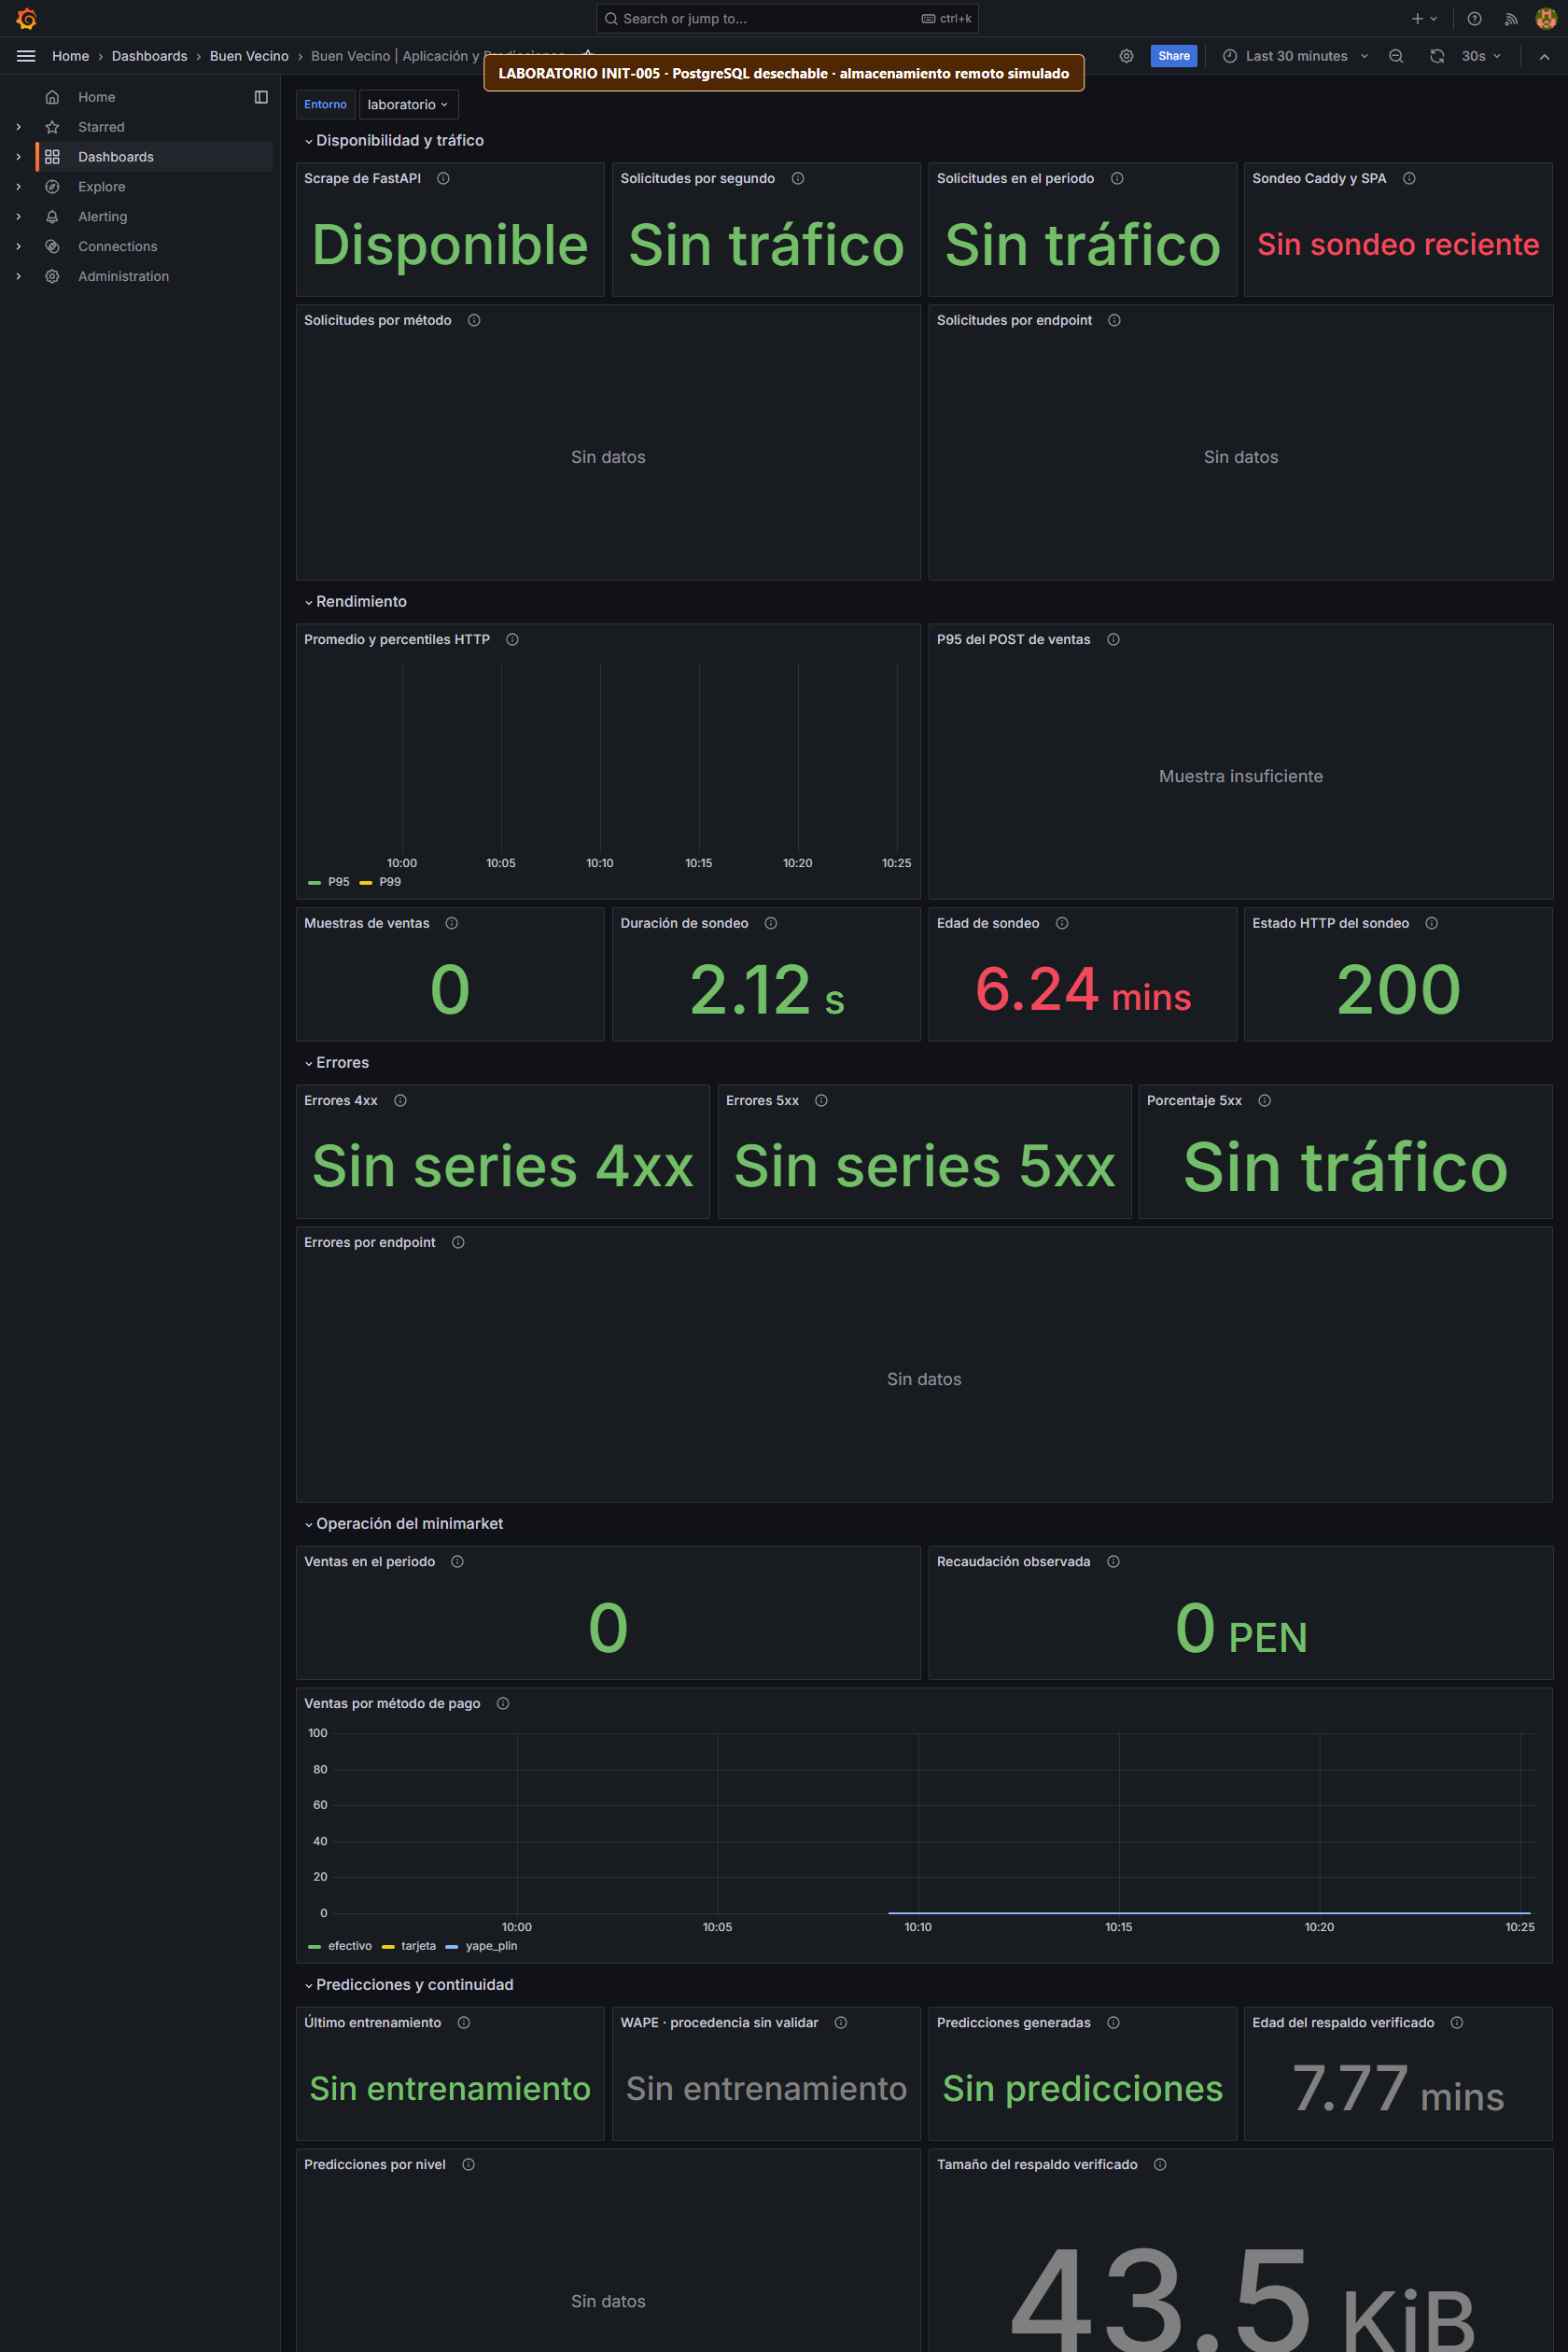 Search or jump to...
ctrl+k
Home
Dashboards
Buen Vecino
Buen Vecino | Aplicación y
Share
Last 30 minutes
30s
LABORATORIO INIT-005 · PostgreSQL desechable · almacenamiento remoto simulado
Home
Starred
Dashboards
Explore
Alerting
Connections
Administration
Entorno
laboratorio
Disponibilidad y tráfico
Scrape de FastAPI
Disponible
Solicitudes por segundo
Sin tráfico
Solicitudes en el periodo
Sin tráfico
Sondeo Caddy y SPA
Sin sondeo reciente
Solicitudes por método
Sin datos
Solicitudes por endpoint
Sin datos
Rendimiento
Promedio y percentiles HTTP
10:00
10:05
10:10
10:15
10:20
10:25
P95
P99
P95 del POST de ventas
Muestra insuficiente
Muestras de ventas
0
Duración de sondeo
2.12 s
Edad de sondeo
6.24 mins
Estado HTTP del sondeo
200
Errores
Errores 4xx
Sin series 4xx
Errores 5xx
Sin series 5xx
Porcentaje 5xx
Sin tráfico
Errores por endpoint
Sin datos
Operación del minimarket
Ventas en el periodo
0
Recaudación observada
0 PEN
Ventas por método de pago
100
80
60
40
20
0
10:00
10:05
10:10
10:15
10:20
10:25
efectivo
tarjeta
yape_plin
Predicciones y continuidad
Último entrenamiento
Sin entrenamiento
WAPE · procedencia sin validar
Sin entrenamiento
Predicciones generadas
Sin predicciones
Edad del respaldo verificado
7.77 mins
Predicciones por nivel
Sin datos
Tamaño del respaldo verificado
43.5 KiB